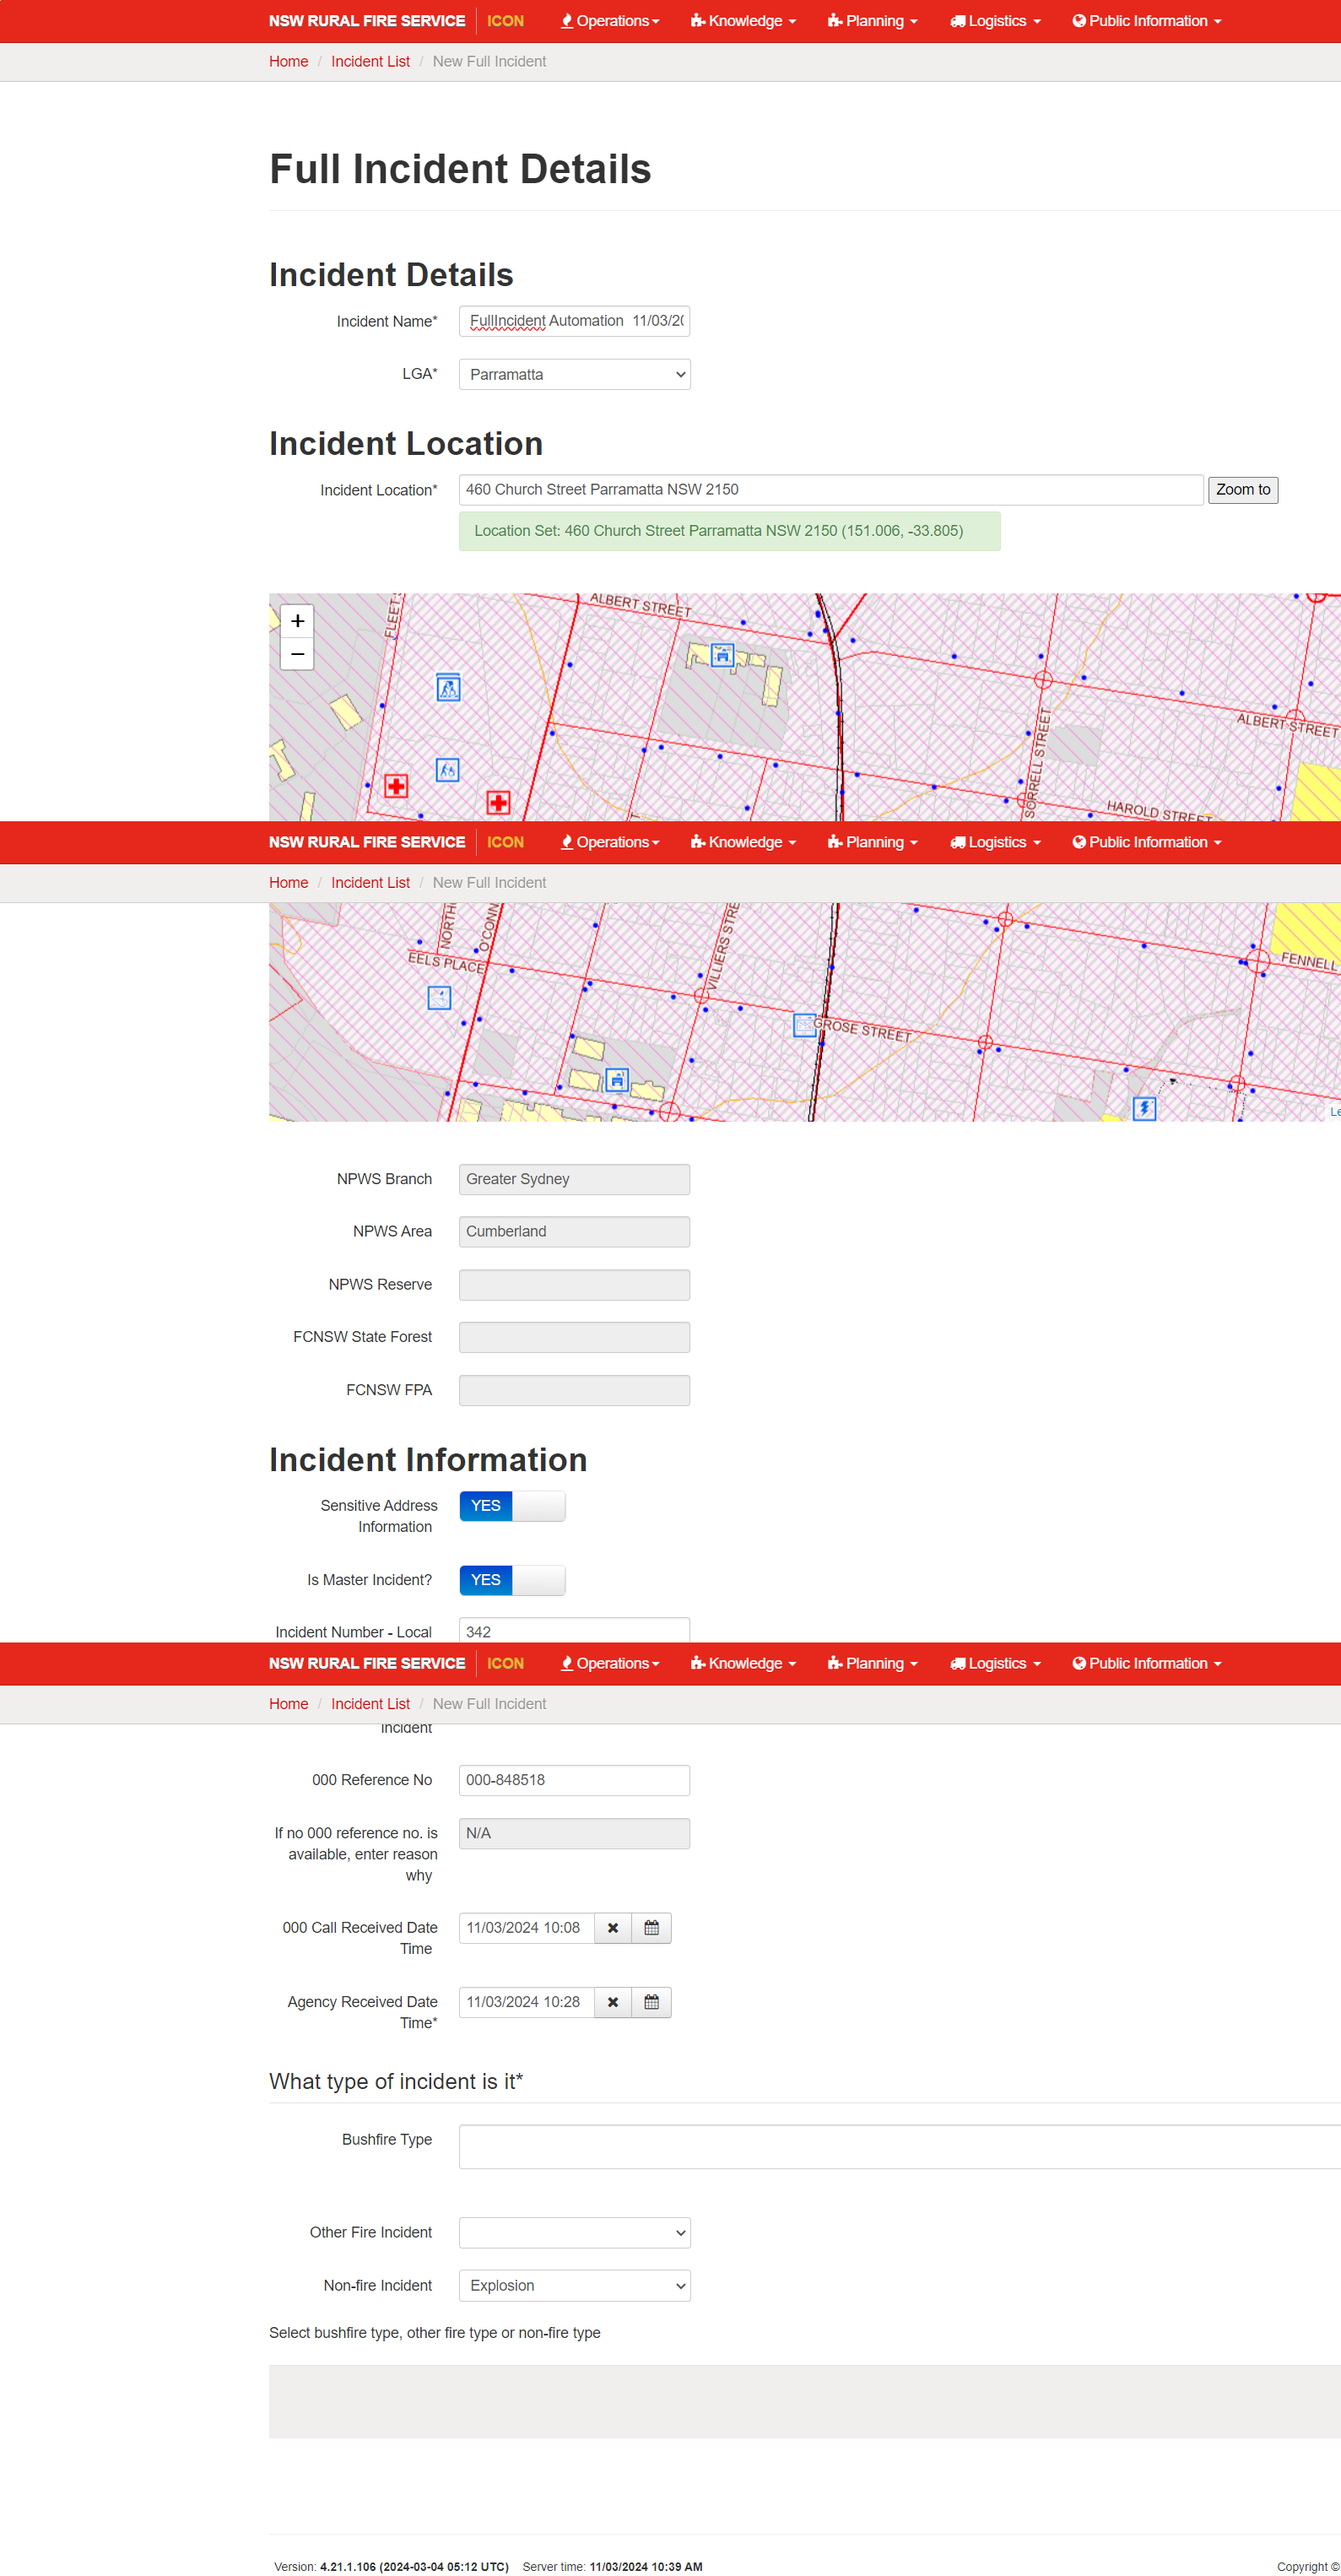 NSW RURAL FIRE SERVICE ICON Operations Knowledge Planning Logistics Public Information
Home / Incident List / New Full Incident
Full Incident Details
Incident Details
Incident Name* FullIncident Automation 11/03/20
LGA* Parramatta
Incident Location
Incident Location* 460 Church Street Parramatta NSW 2150 Zoom to
Location Set: 460 Church Street Parramatta NSW 2150 (151.006, -33.805)
+
−
FLEET
ALBERT STREET
ALBERT STREET
SORRELL STREET
HAROLD STREET
NSW RURAL FIRE SERVICE ICON Operations Knowledge Planning Logistics Public Information
Home / Incident List / New Full Incident
NORTH
O'CONN
VILLIERS STRE
EELS PLACE
FENNELL
GROSE STREET
Le
NPWS Branch Greater Sydney
NPWS Area Cumberland
NPWS Reserve
FCNSW State Forest
FCNSW FPA
Incident Information
Sensitive Address YES
Information
Is Master Incident? YES
Incident Number - Local 342
NSW RURAL FIRE SERVICE ICON Operations Knowledge Planning Logistics Public Information
Home / Incident List / New Full Incident
Incident
000 Reference No 000-848518
If no 000 reference no. is N/A
available, enter reason
why
000 Call Received Date 11/03/2024 10:08
Time
Agency Received Date 11/03/2024 10:28
Time*
What type of incident is it*
Bushfire Type
Other Fire Incident
Non-fire Incident Explosion
Select bushfire type, other fire type or non-fire type
Version: 4.21.1.106 (2024-03-04 05:12 UTC) Server time: 11/03/2024 10:39 AM Copyright ©